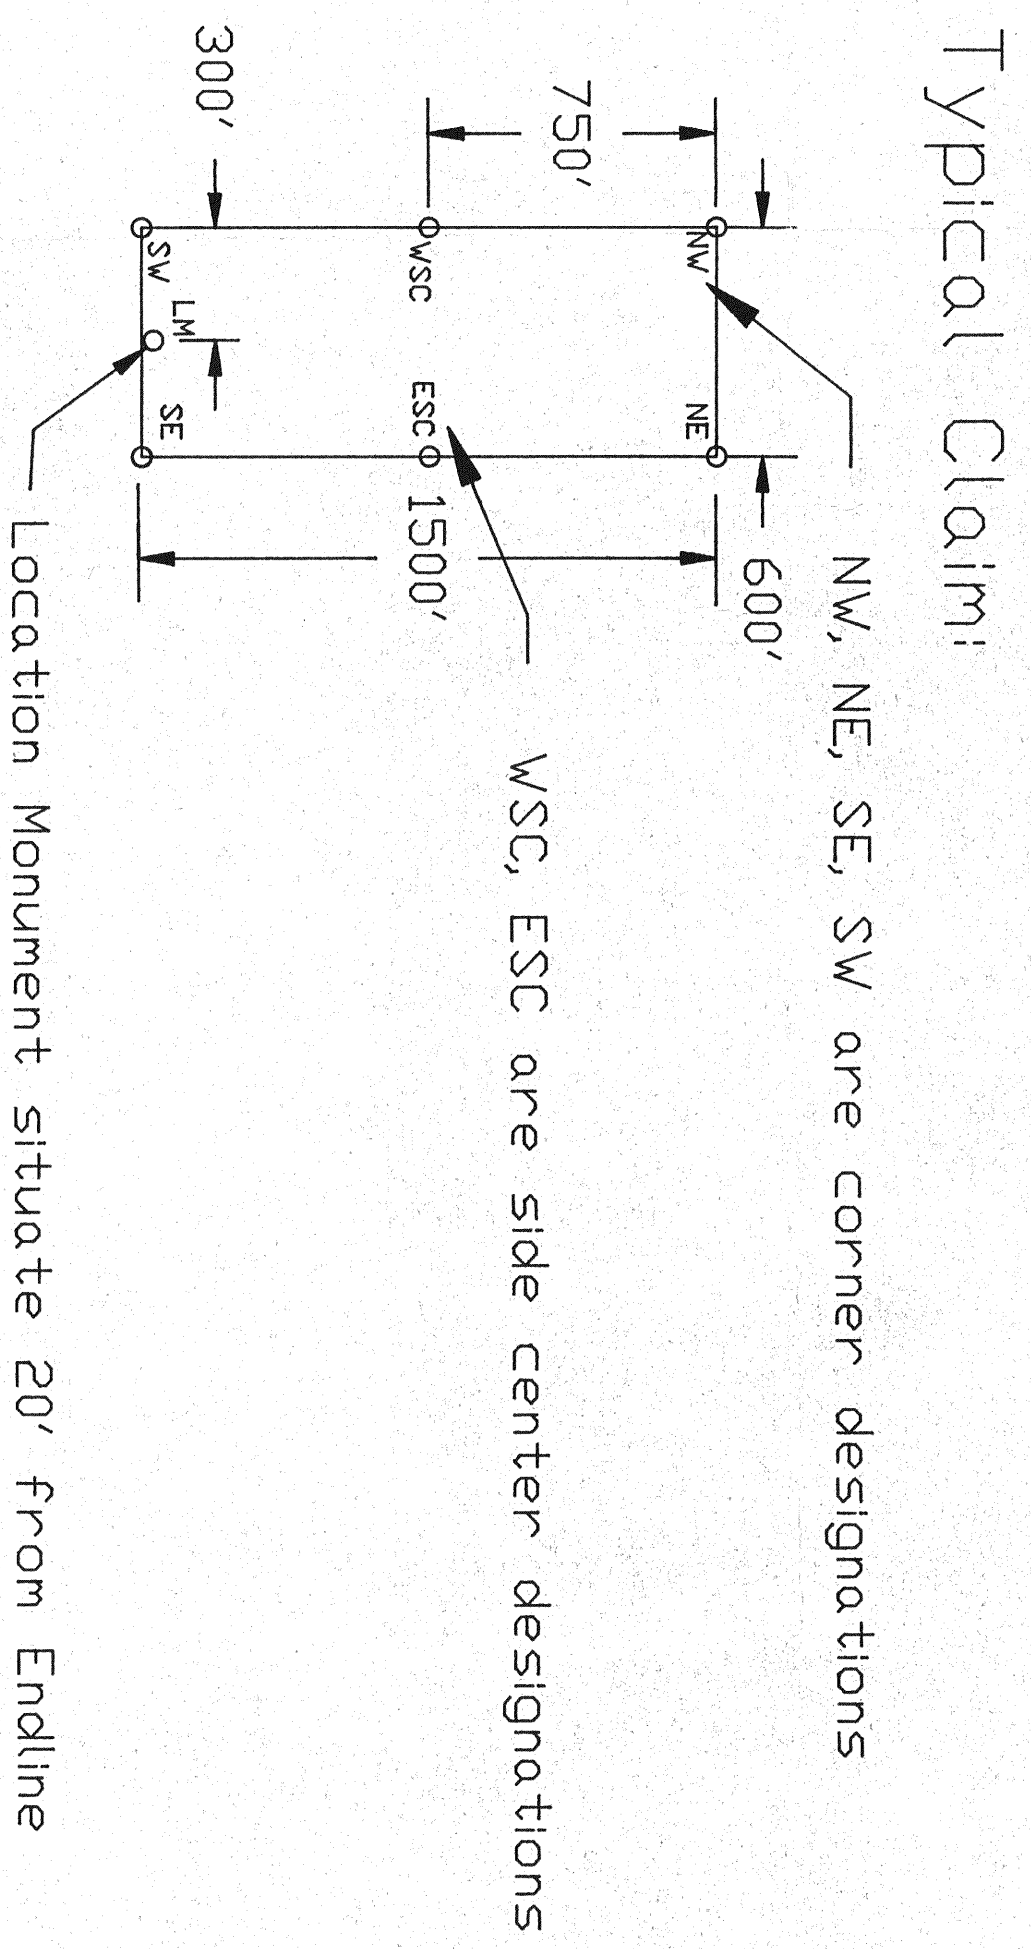 Typical Claim:
NW, NE, SE, SW are corner designations
600'
NW
NE
750'
WSC, ESC are side center designations
WSC
ESC
1500'
300'
LM
SW
SE
Location Monument situate 20' from Endline